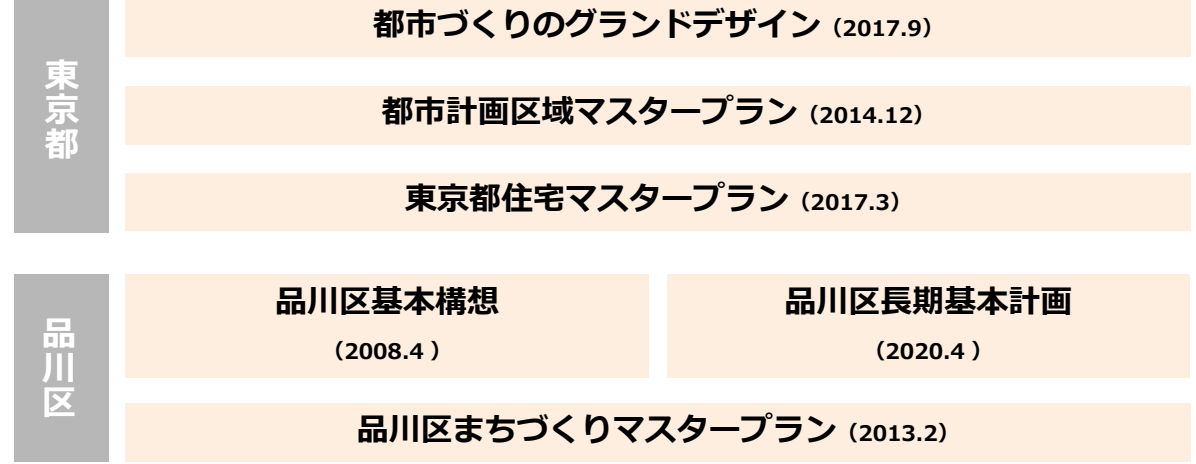 東京都
都市づくりのグランドデザイン（2017.9）
都市計画区域マスタープラン（2014.12）
東京都住宅マスタープラン（2017.3）
品川区
品川区基本構想
（2008.4 ）
品川区長期基本計画
（2020.4 ）
品川区まちづくりマスタープラン（2013.2）